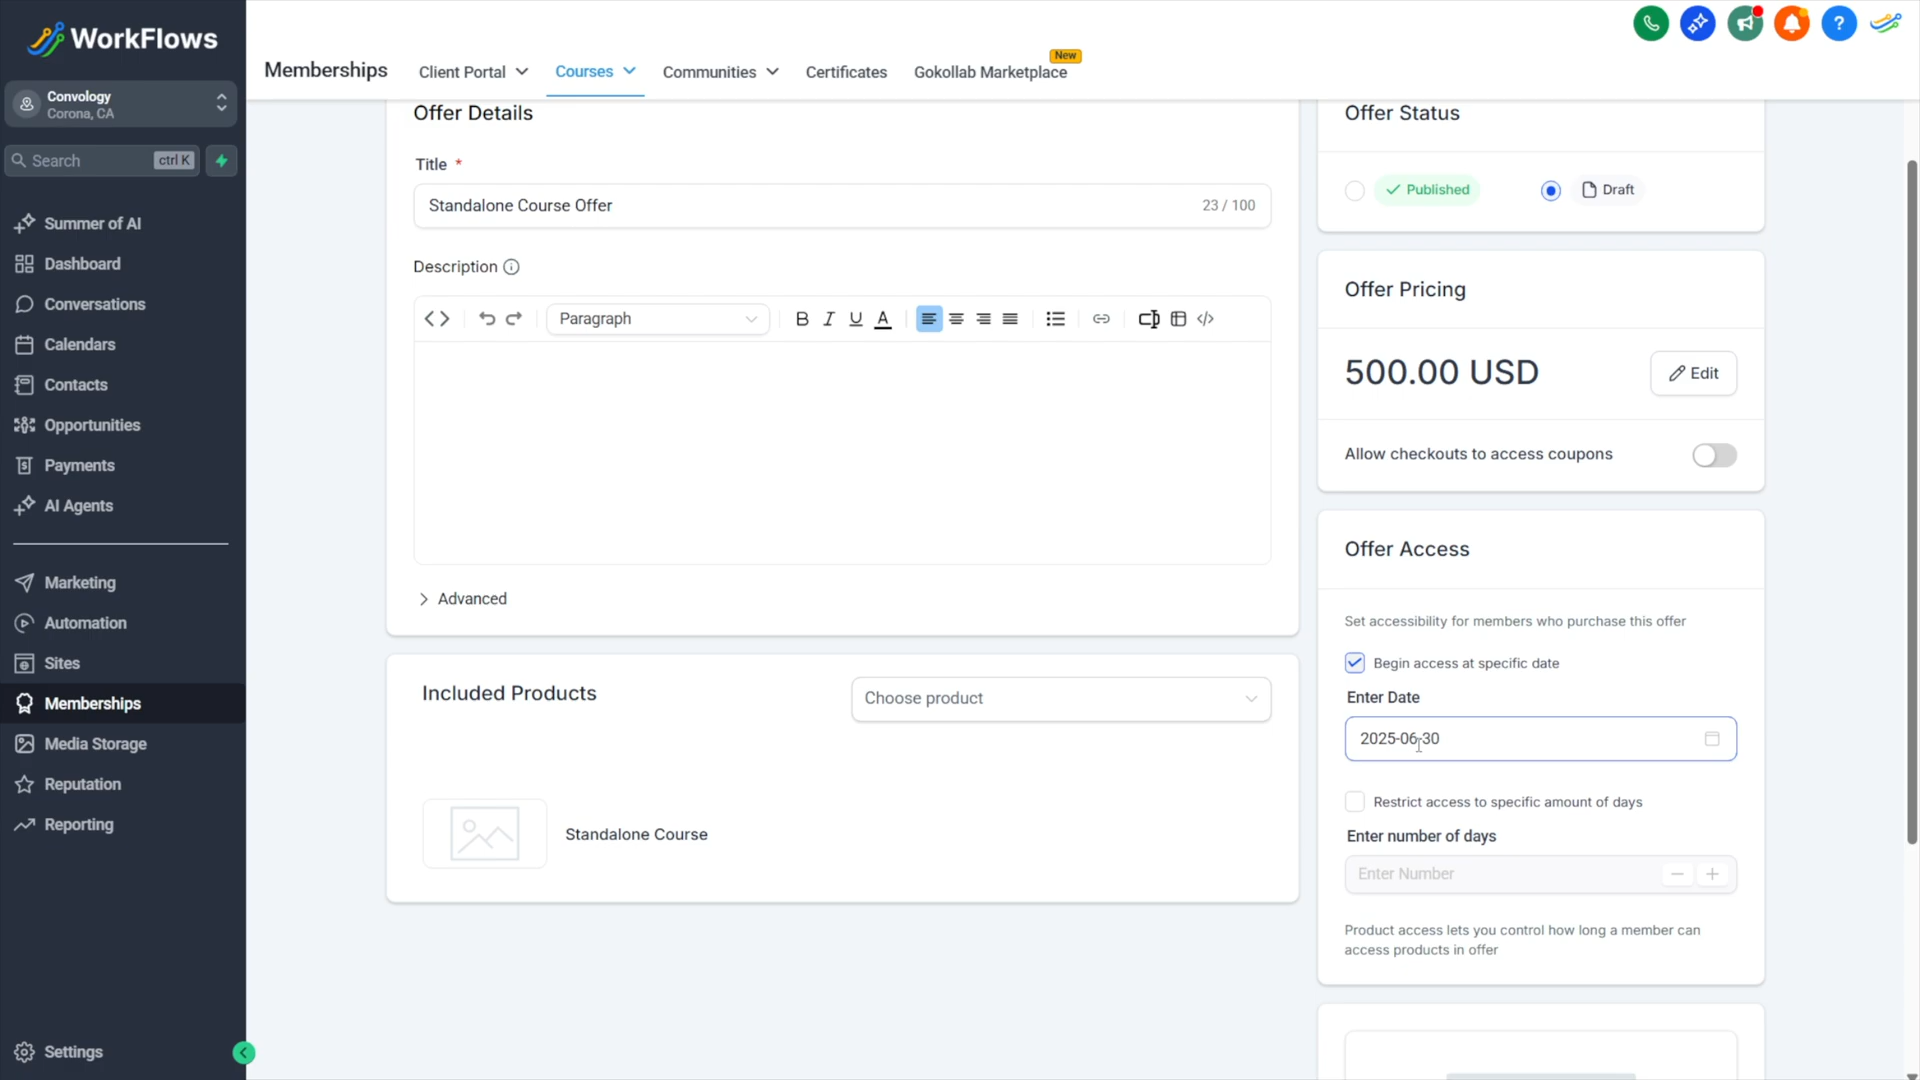 WorkFlows
Convology
Corona, CA
Search
ctrl K
Summer of AI
Dashboard
Conversations
Calendars
Contacts
Opportunities
Payments
AI Agents
Marketing
Automation
Sites
Memberships
Media Storage
Reputation
Reporting
Settings
Memberships
Client Portal
Courses
Communities
Certificates
Gokollab Marketplace
New
Offer Details
Title *
Standalone Course Offer
23 / 100
Description
Paragraph
B I U A
Advanced
Included Products
Choose product
Standalone Course
Offer Status
Published
Draft
Offer Pricing
500.00 USD
Edit
Allow checkouts to access coupons
Offer Access
Set accessibility for members who purchase this offer
Begin access at specific date
Enter Date
2025-06-30
Restrict access to specific amount of days
Enter number of days
Enter Number
Product access lets you control how long a member can
access products in offer